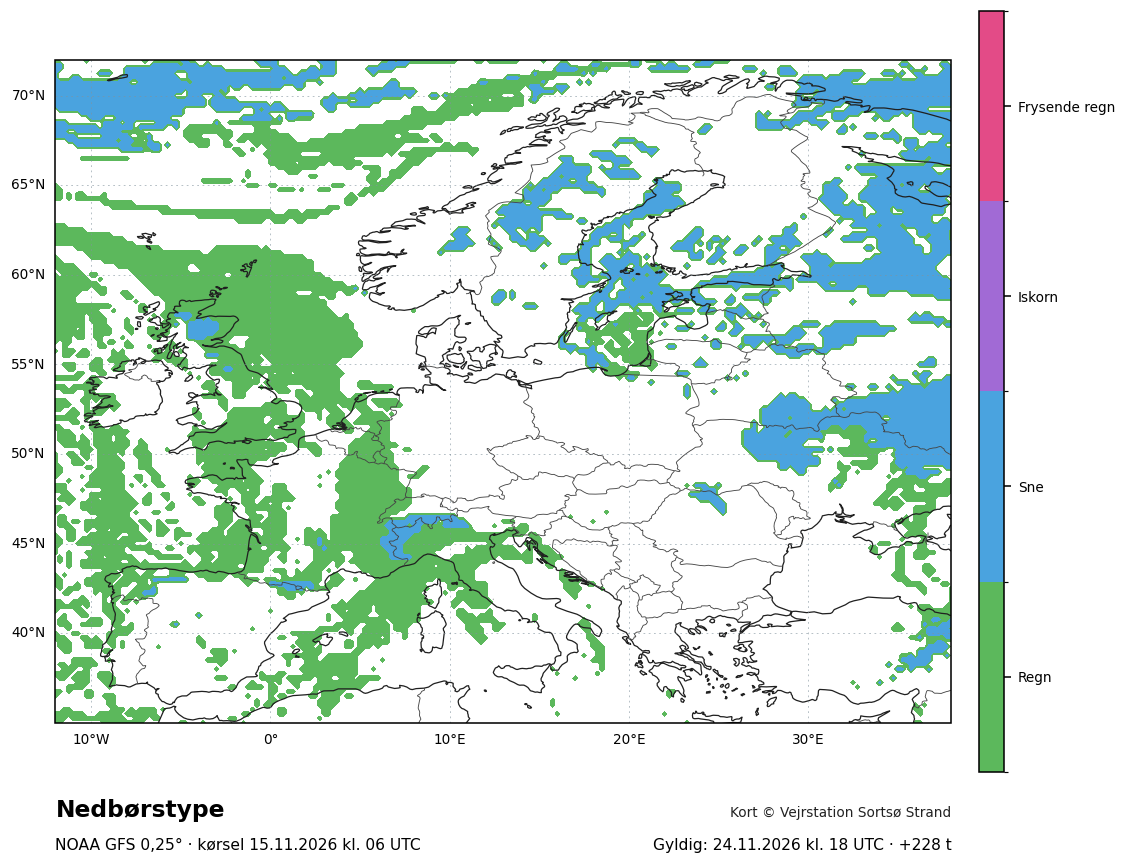 70°N
65°N
60°N
55°N
50°N
45°N
40°N
10°W
0°
10°E
20°E
30°E
Frysende regn
Iskorn
Sne
Regn
Nedbørstype
Kort © Vejrstation Sortsø Strand
NOAA GFS 0,25° · kørsel 15.11.2026 kl. 06 UTC
Gyldig: 24.11.2026 kl. 18 UTC · +228 t